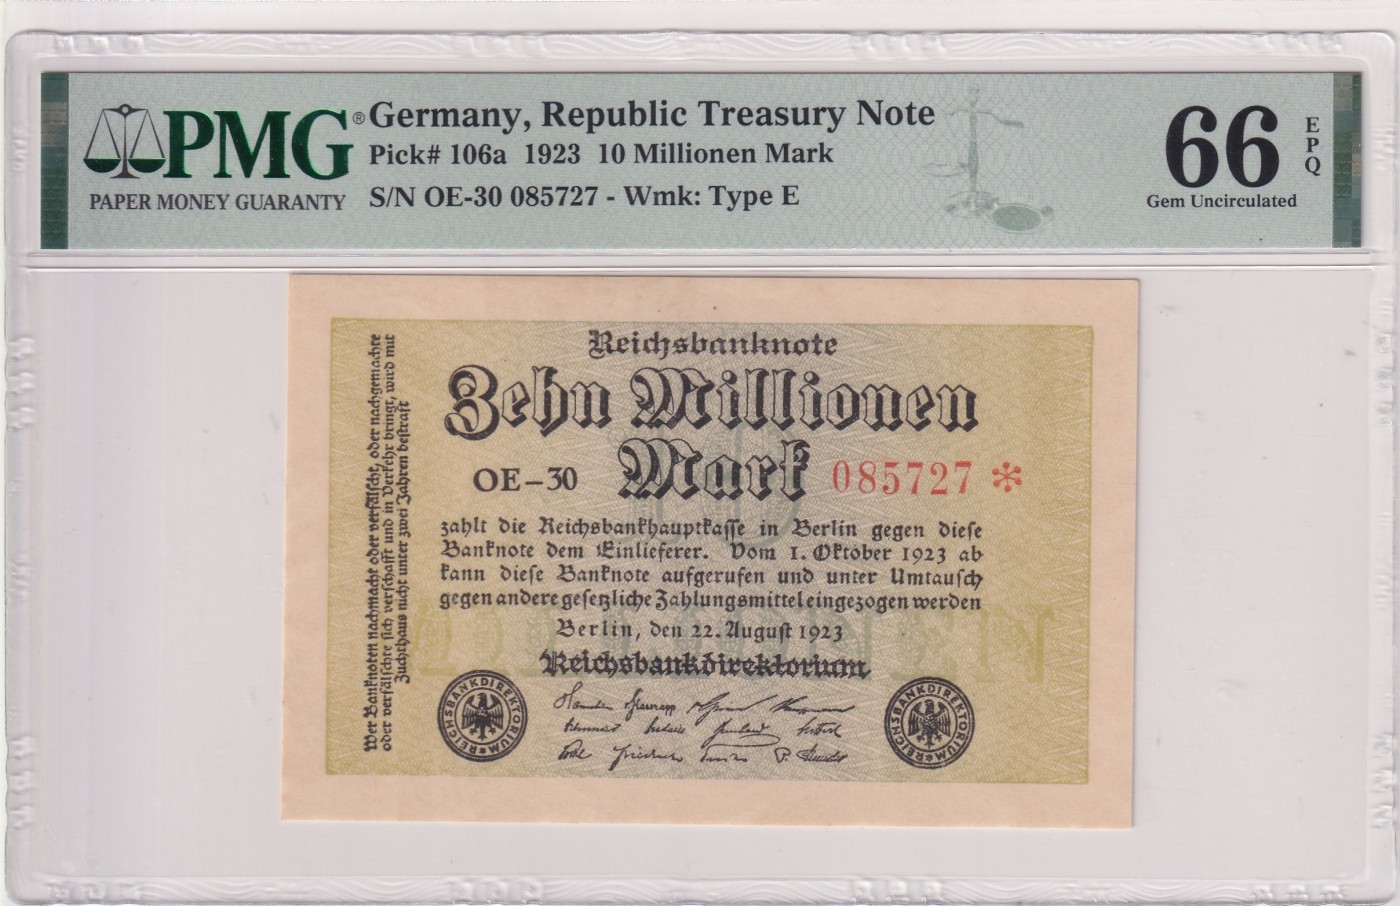 PMG®
PAPER MONEY GUARANTY
Germany, Republic Treasury Note
Pick# 106a 1923 10 Millionen Mark
S/N OE-30 085727 - Wmk: Type E
66
EPQ
Gem Uncirculated
Wer Banknoten nachmacht oder verfälscht, oder nachgemachte
oder verfälschte sich verschafft und in Verkehr bringt, wird mit
Zuchthaus nicht unter zwei Jahren bestraft
Reichsbanknote
Zehn Millionen
Mark
OE-30
085727 *
zahlt die Reichsbankhauptkasse in Berlin gegen diese
Banknote dem Einlieferer. Vom 1. Oktober 1923 ab
kann diese Banknote aufgerufen und unter Umtausch
gegen andere gesetzliche Zahlungsmittel eingezogen werden
Berlin, den 22. August 1923
Reichsbankdirektorium
REICHSBANKDIREKTORIUM
REICHSBANKDIREKTORIUM